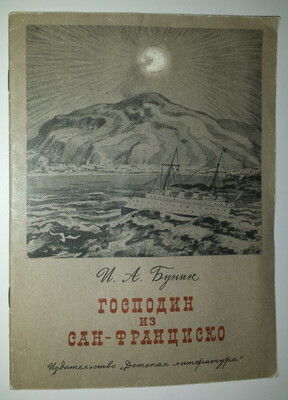 И. А. Бунин
ГОСПОДИН
ИЗ
САН-ФРАНЦИСКО
Издательство „Детская литература"